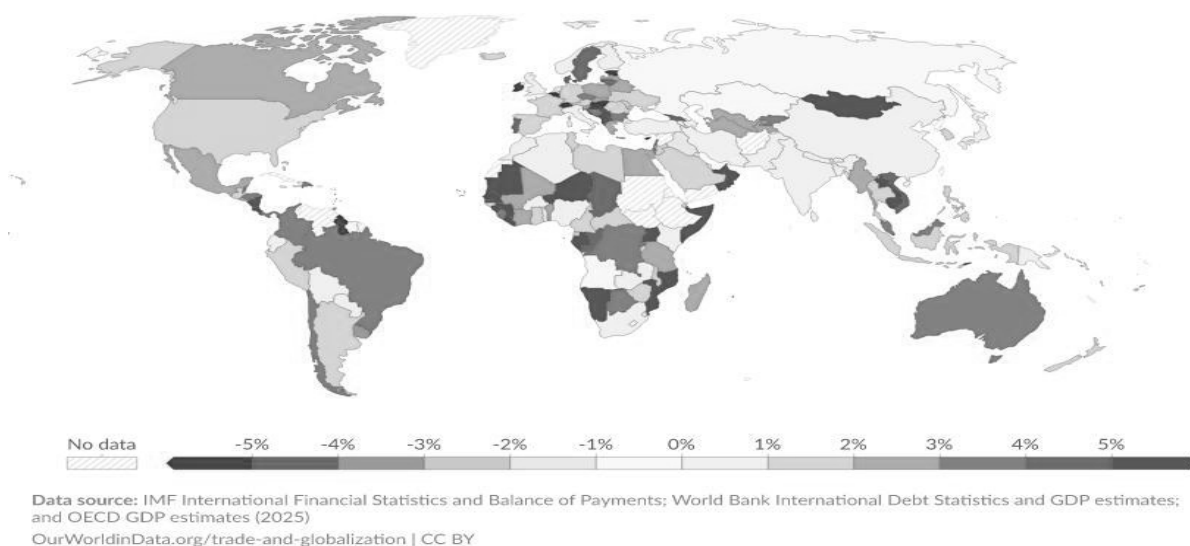 No data -5% -4% -3% -2% -1% 0% 1% 2% 3% 4% 5%
Data source: IMF International Financial Statistics and Balance of Payments; World Bank International Debt Statistics and GDP estimates;
and OECD GDP estimates (2025)
OurWorldinData.org/trade-and-globalization | CC BY